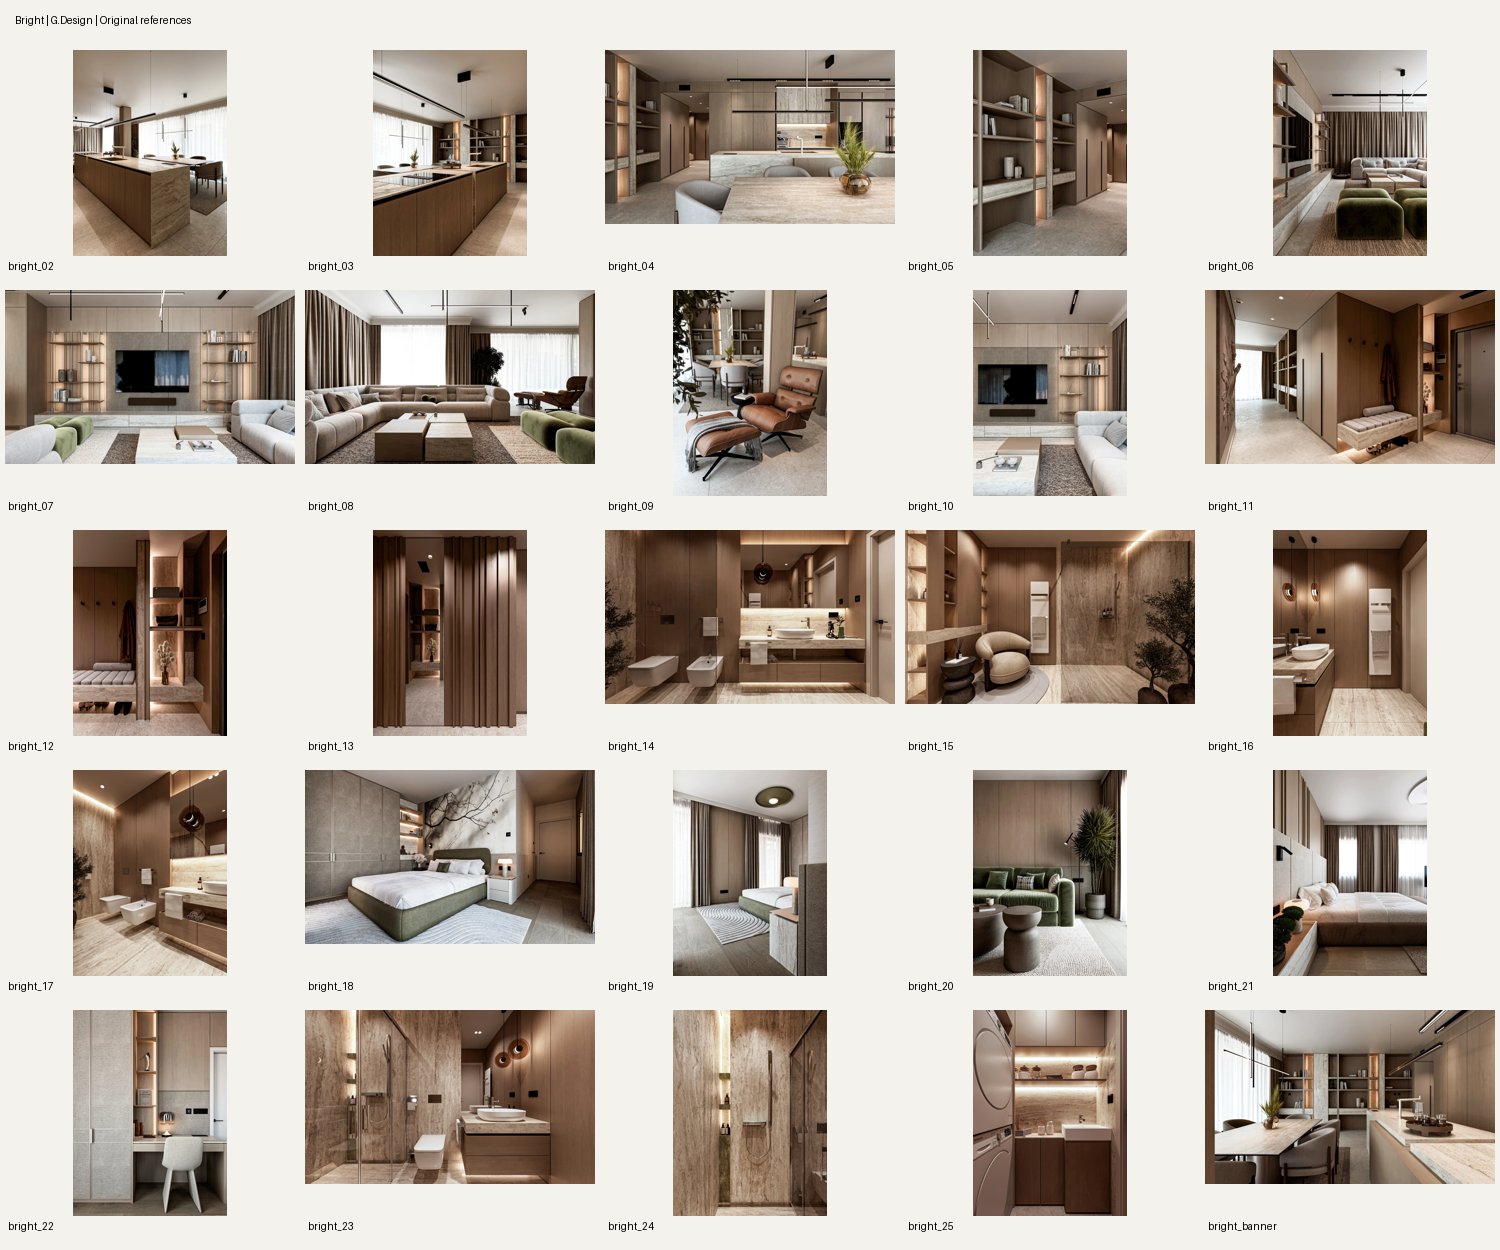 Bright | G.Design | Original references
bright_02
bright_03
bright_04
bright_05
bright_06
bright_07
bright_08
bright_09
bright_10
bright_11
bright_12
bright_13
bright_14
bright_15
bright_16
bright_17
bright_18
bright_19
bright_20
bright_21
bright_22
bright_23
bright_24
bright_25
bright_banner